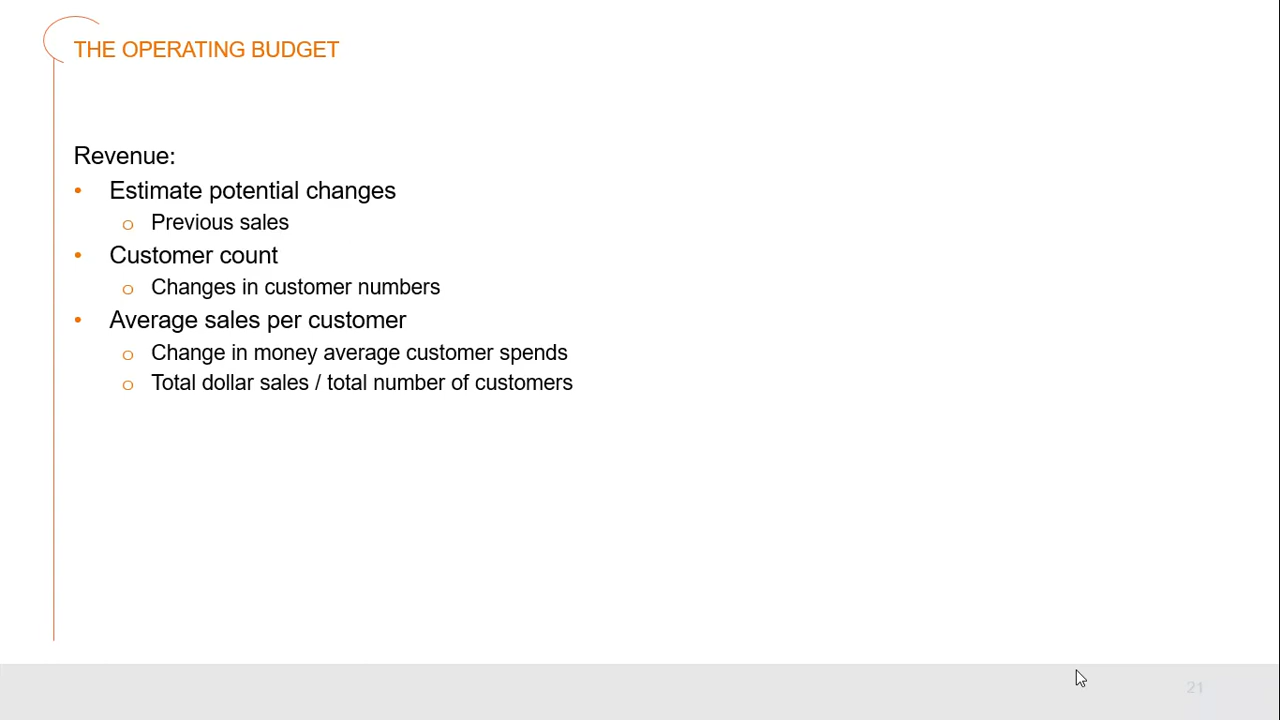 THE OPERATING BUDGET
Revenue:
• Estimate potential changes
o Previous sales
• Customer count
o Changes in customer numbers
• Average sales per customer
o Change in money average customer spends
o Total dollar sales / total number of customers
21